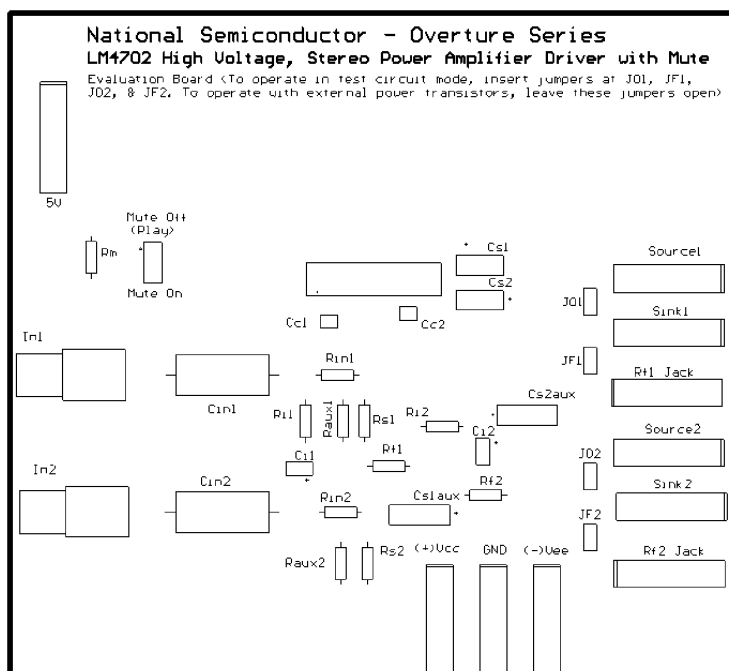 National Semiconductor - Overture Series
LM4702 High Voltage, Stereo Power Amplifier Driver with Mute
Evaluation Board (To operate in test circuit mode, insert jumpers at JO1, JF1,
JO2, & JF2. To operate with external power transistors, leave these jumpers open)
5V
Mute Off
(Play)
Rm
Mute On
Cs1
Cs2
Source1
JO1
Sink1
Cc1
Cc2
In1
Rin1
JF1
Rf1 Jack
Cin1
Ri1
Raux1
Rs1
Ri2
Cs2aux
Ci2
Source2
Ci1
Rf1
JO2
In2
Cin2
Rin2
Cs1aux
Rf2
Sink2
JF2
Raux2
Rs2
(+)Vcc
GND
(-)Vee
Rf2 Jack